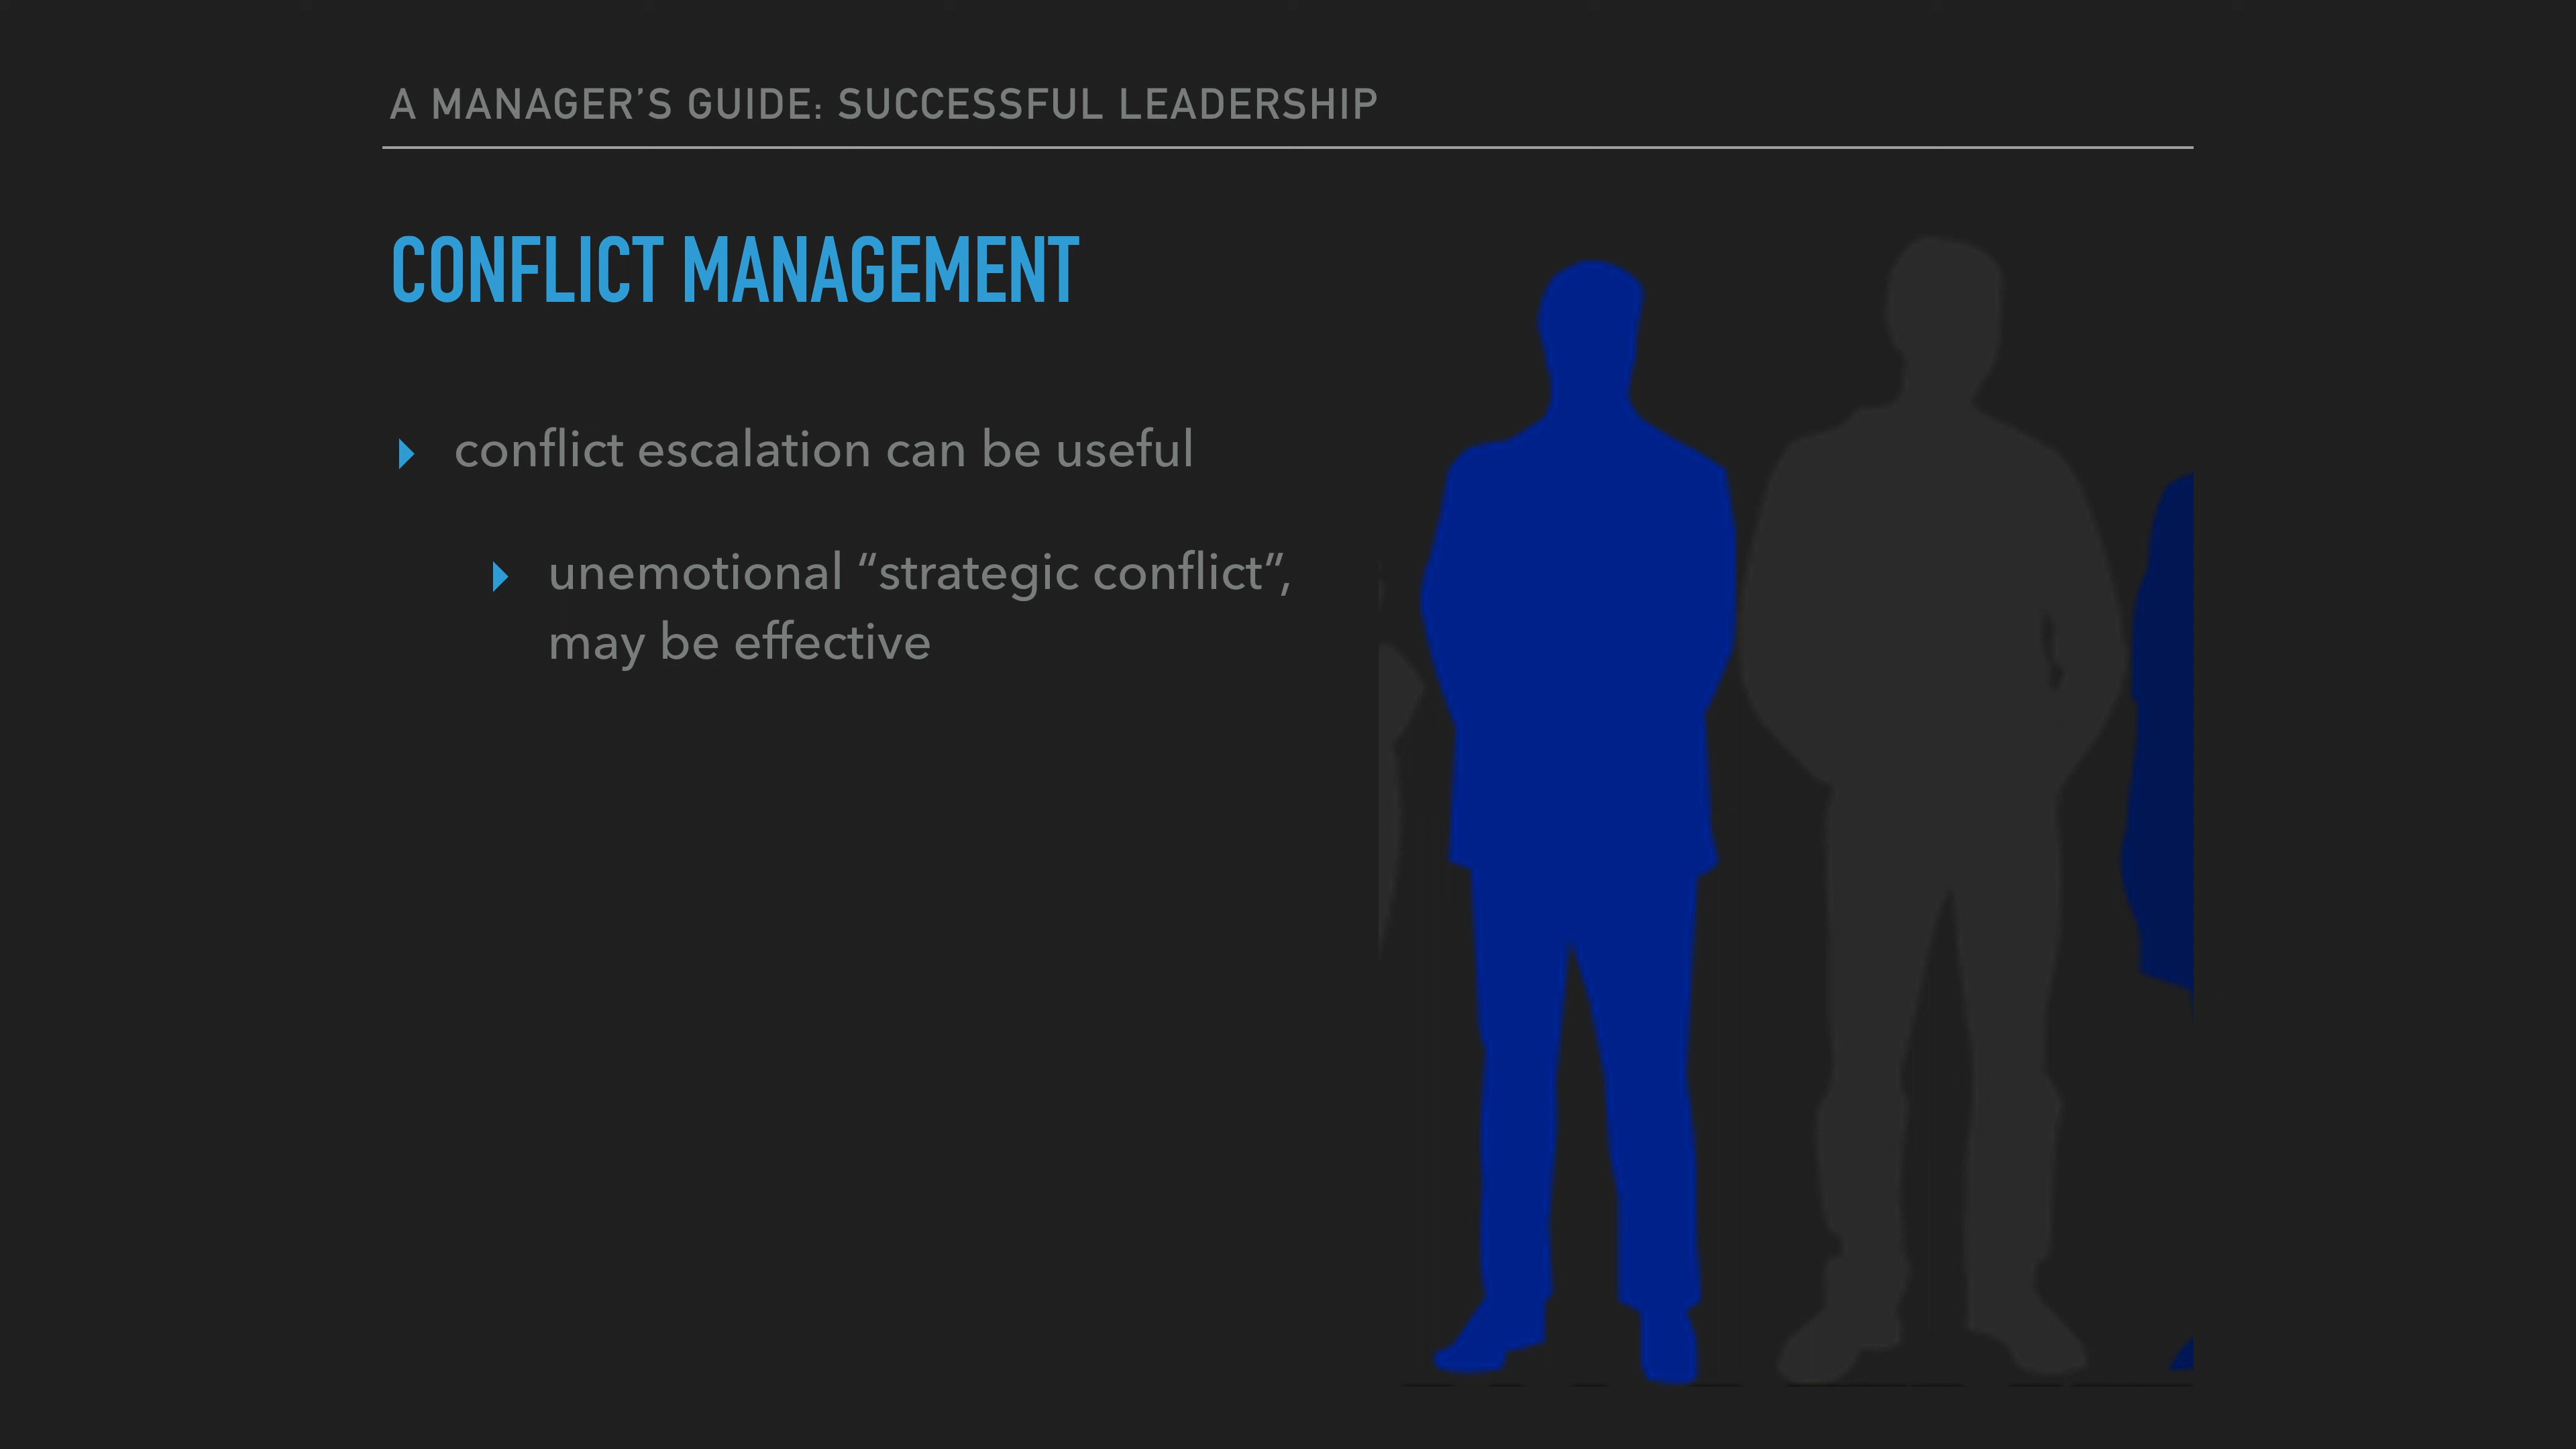 A MANAGER’S GUIDE: SUCCESSFUL LEADERSHIP
CONFLICT MANAGEMENT
conflict escalation can be useful
unemotional “strategic conflict”,
may be effective